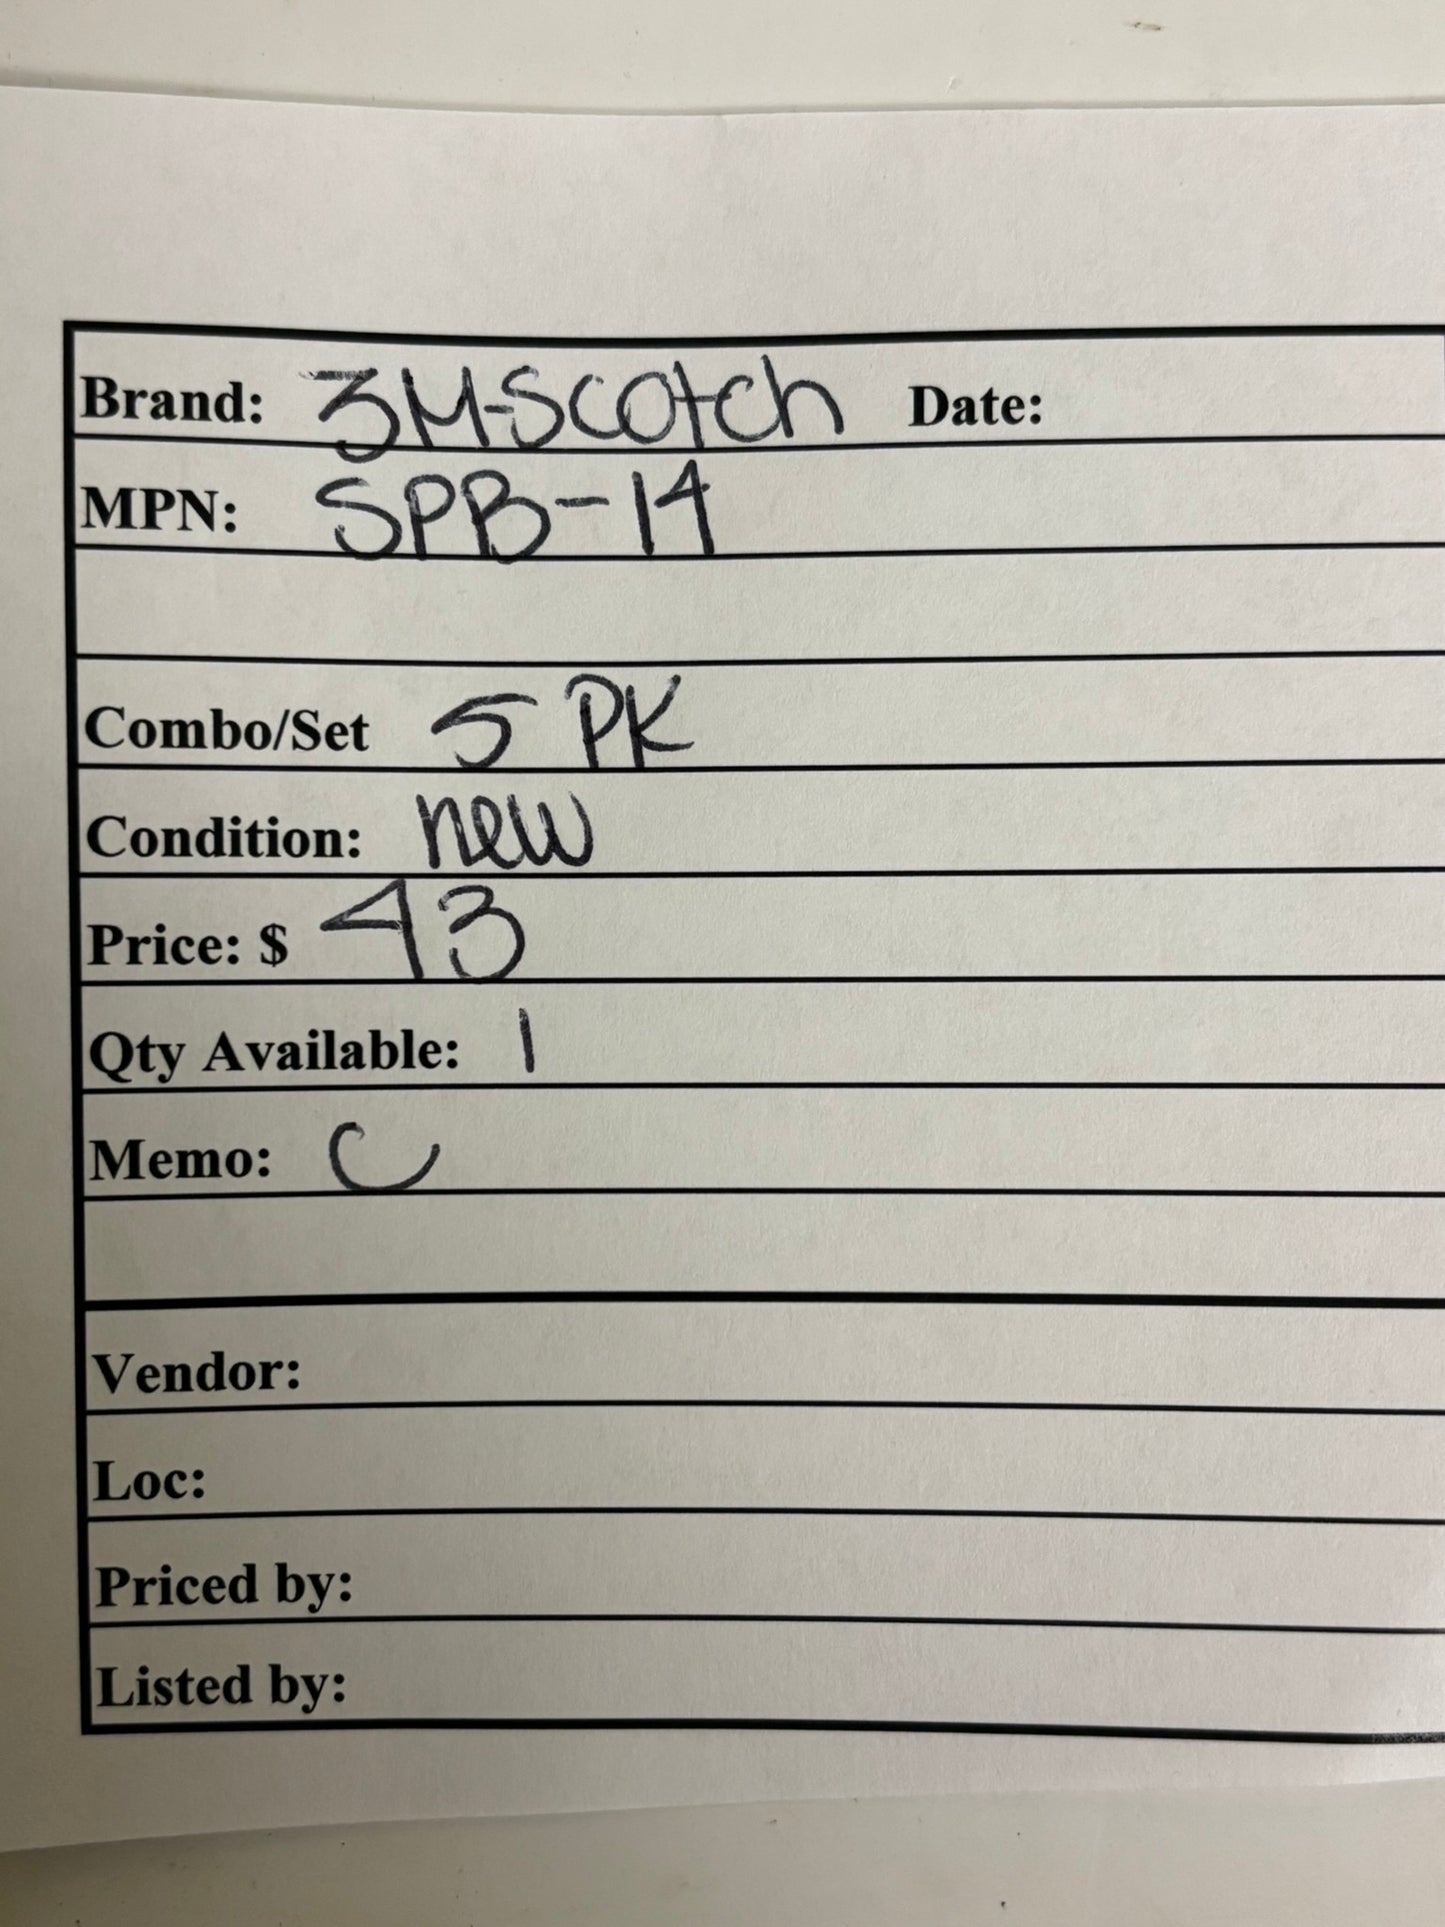 Brand: 3M-Scotch Date:
MPN: SPB-14
Combo/Set 5 PK
Condition: new
Price: $ 43
Qty Available: 1
Memo: C
Vendor:
Loc:
Priced by:
Listed by: